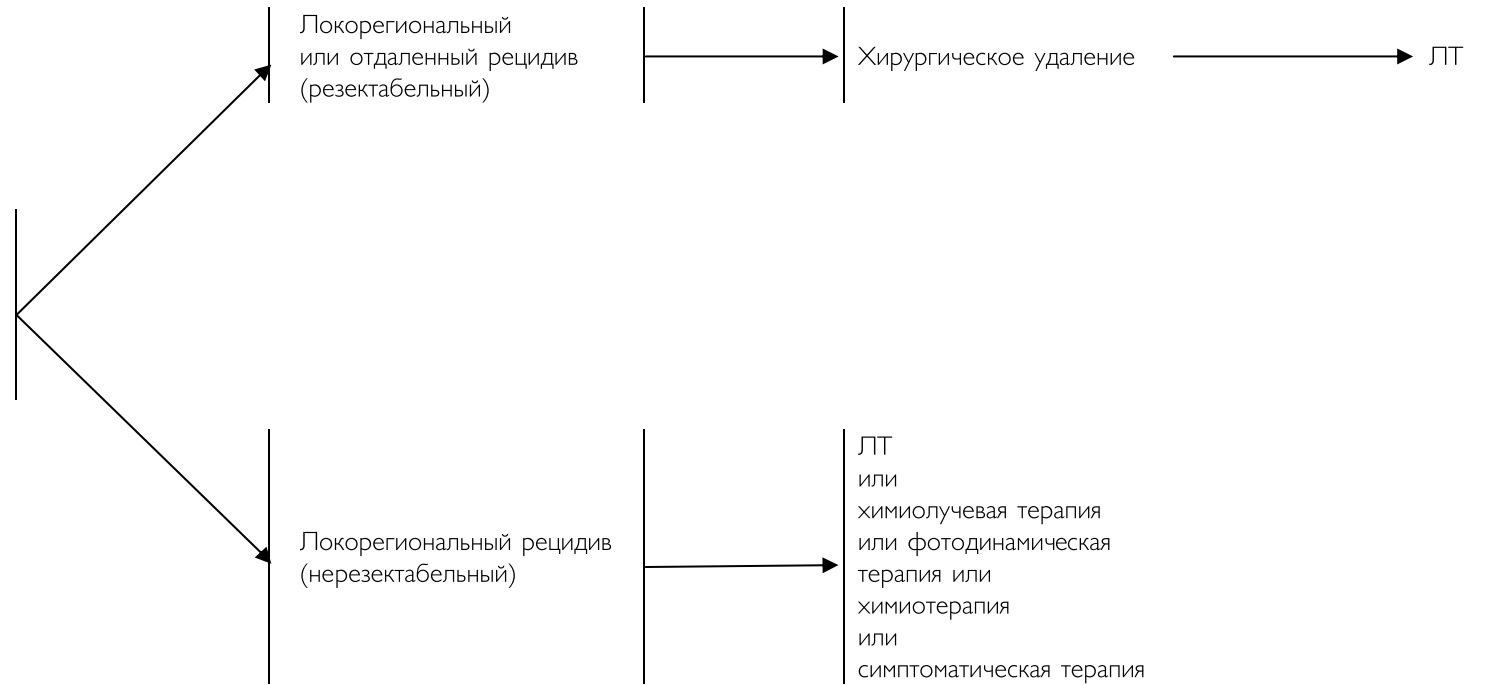 Локорегиональный
или отдаленный рецидив
(резектабельный)
Хирургическое удаление
ЛТ
Локорегиональный рецидив
(нерезектабельный)
ЛТ
или
химиолучевая терапия
или фотодинамическая
терапия или
химиотерапия
или
симптоматическая терапия